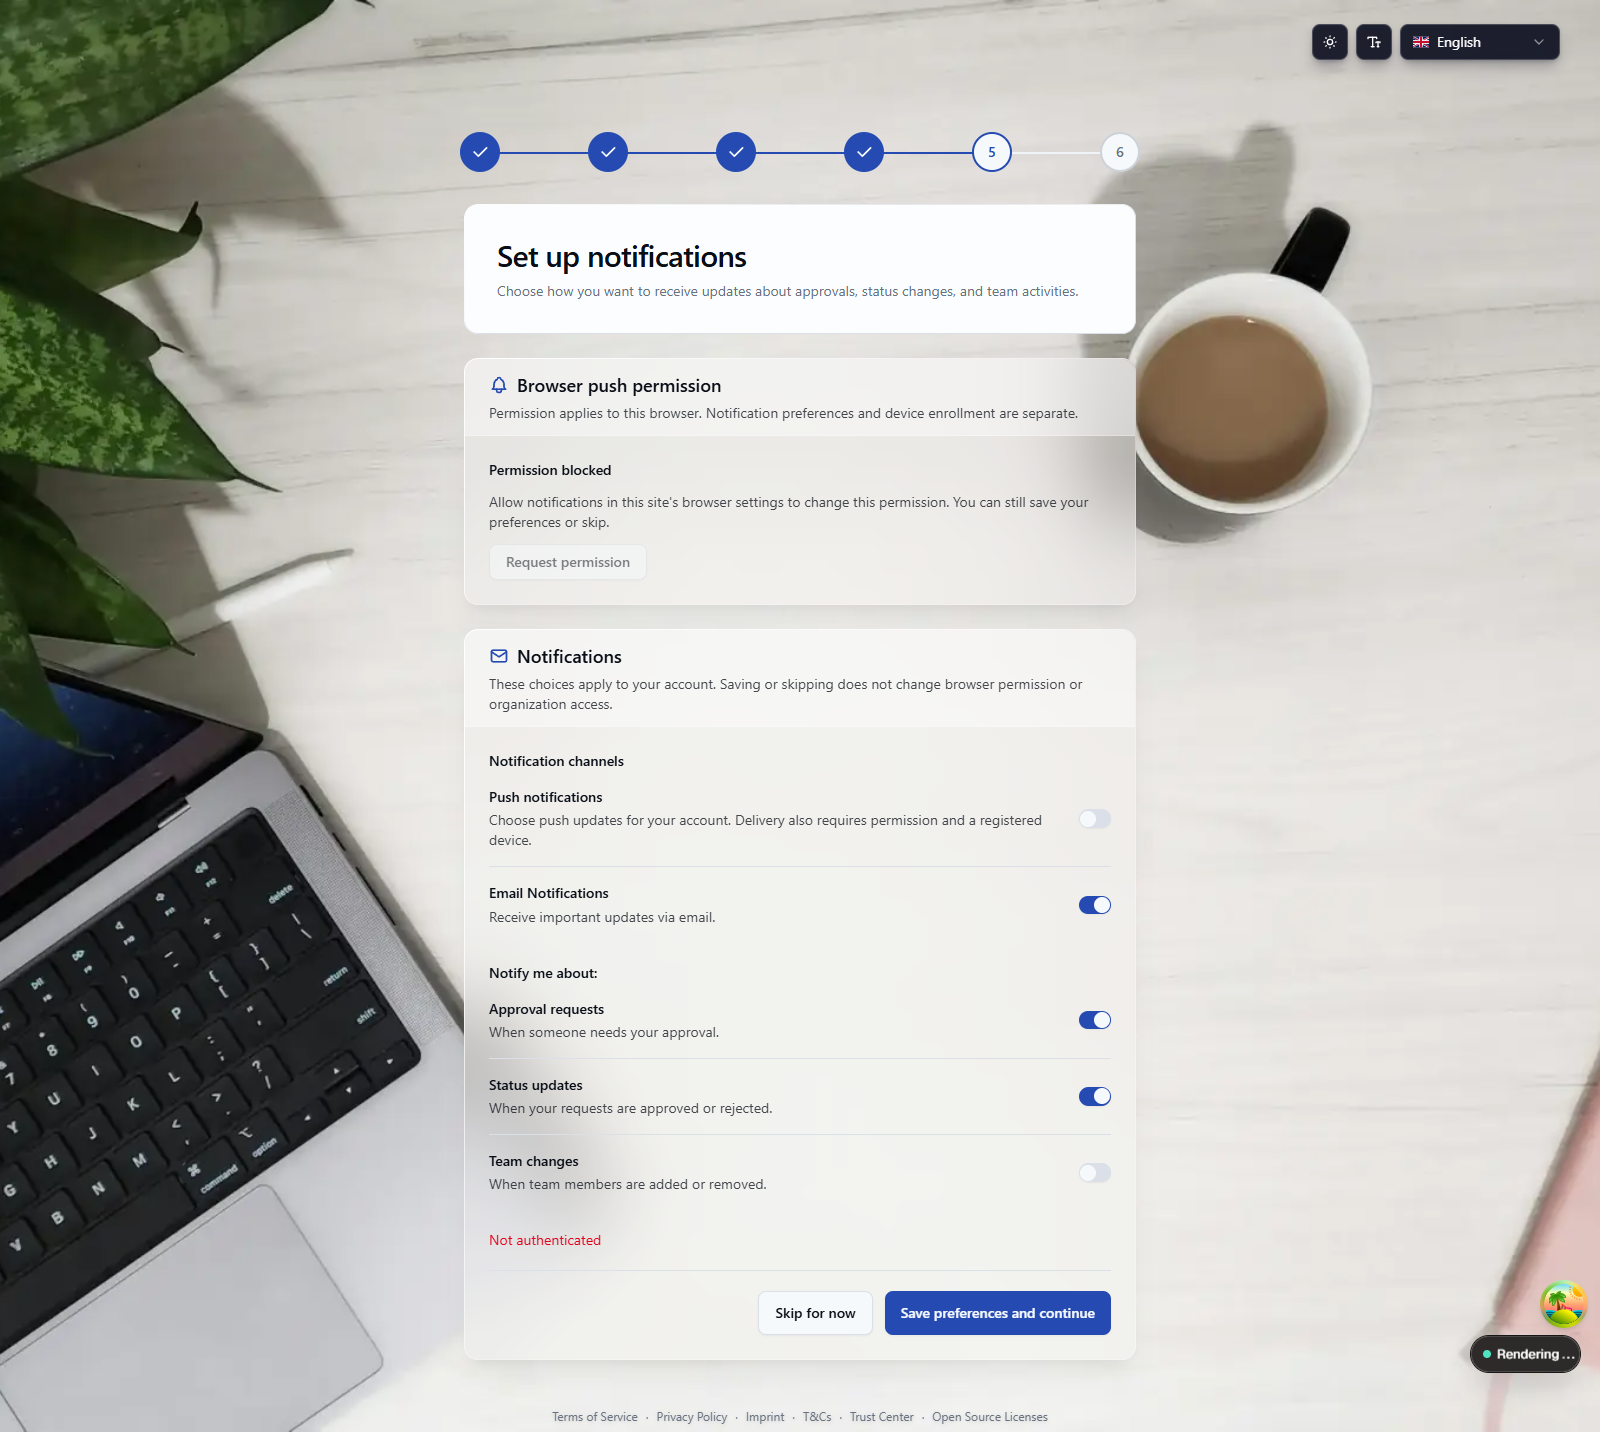 English
5
6
Set up notifications
Choose how you want to receive updates about approvals, status changes, and team activities.
Browser push permission
Permission applies to this browser. Notification preferences and device enrollment are separate.
Permission blocked
Allow notifications in this site's browser settings to change this permission. You can still save your
preferences or skip.
Request permission
Notifications
These choices apply to your account. Saving or skipping does not change browser permission or
organization access.
Notification channels
Push notifications
Choose push updates for your account. Delivery also requires permission and a registered
device.
Email Notifications
Receive important updates via email.
Notify me about:
Approval requests
When someone needs your approval.
Status updates
When your requests are approved or rejected.
Team changes
When team members are added or removed.
Not authenticated
Skip for now
Save preferences and continue
Rendering ...
Terms of Service · Privacy Policy · Imprint · T&Cs · Trust Center · Open Source Licenses
delete
return
shift
option
command